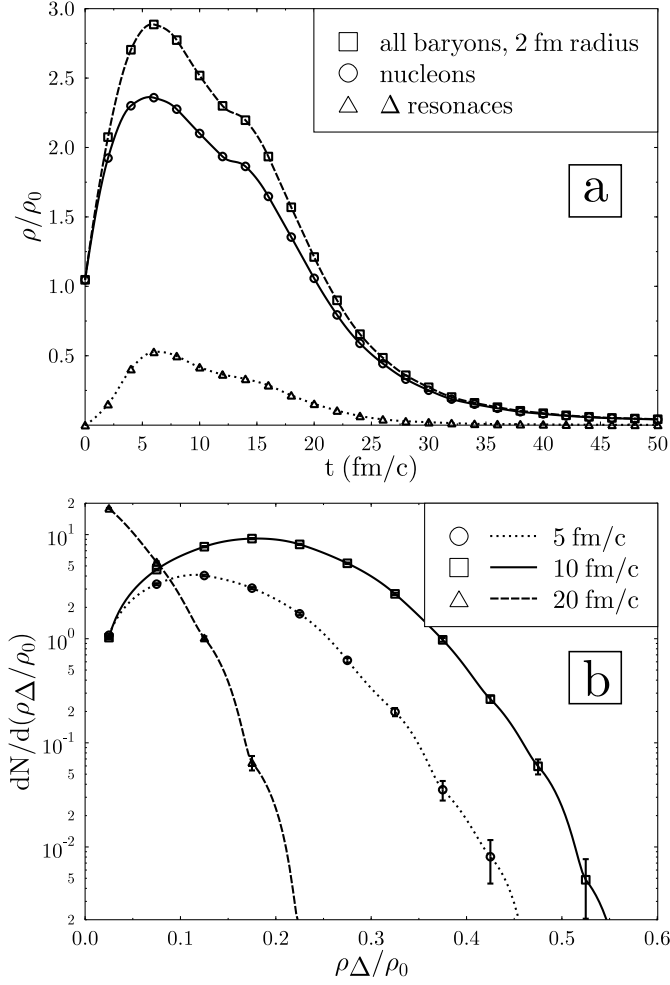 3.0
2.5
2.0
1.5
1.0
0.5
ρ/ρ₀
all baryons, 2 fm radius
nucleons
Δ resonaces
a
0 5 10 15 20 25 30 35 40 45 50
t (fm/c)
2
10¹
5
2
10⁰
5
2
10⁻¹
5
2
10⁻²
5
2
dN/d(ρΔ/ρ₀)
5 fm/c
10 fm/c
20 fm/c
b
0.0 0.1 0.2 0.3 0.4 0.5 0.6
ρΔ/ρ₀